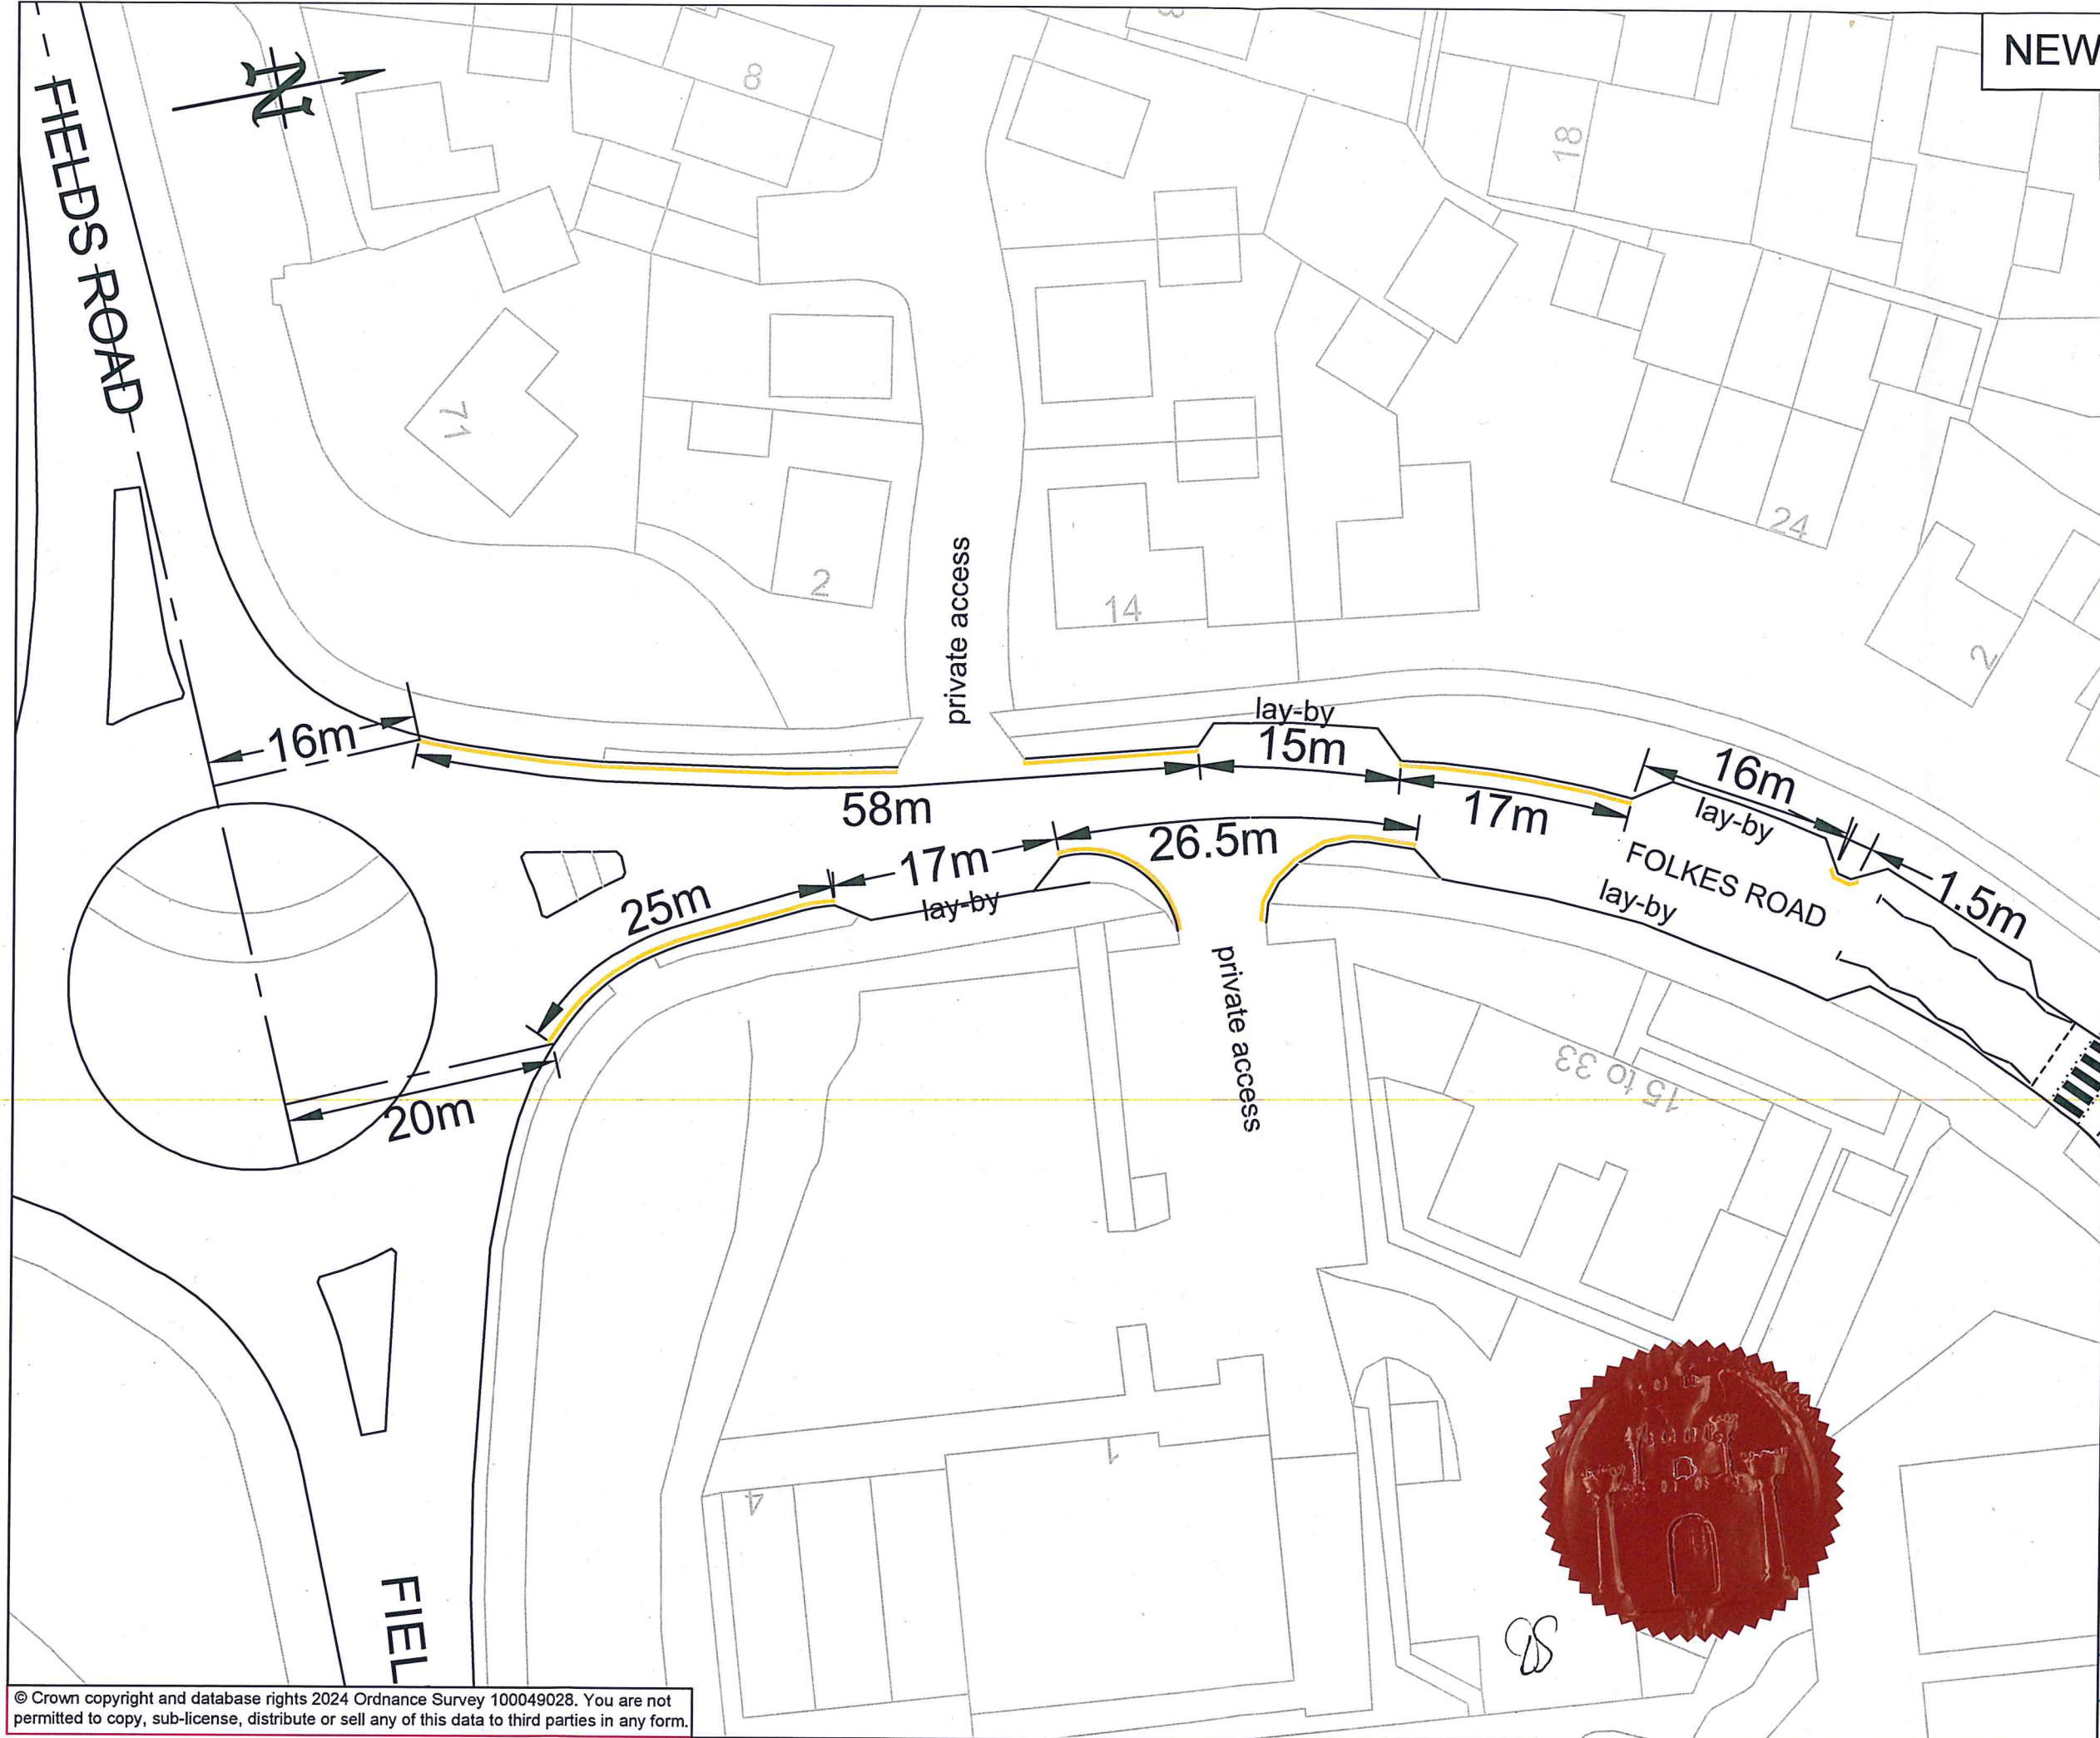 NEW
FIELDS ROAD
N
8
18
71
2
14
24
2
private access
lay-by
16m
15m
16m
58m
17m
lay-by
26.5m
17m
FOLKES ROAD
25m
lay-by
lay-by
1.5m
private access
20m
15 to 33
1
4
FIEL
© Crown copyright and database rights 2024 Ordnance Survey 100049028. You are not
permitted to copy, sub-license, distribute or sell any of this data to third parties in any form.